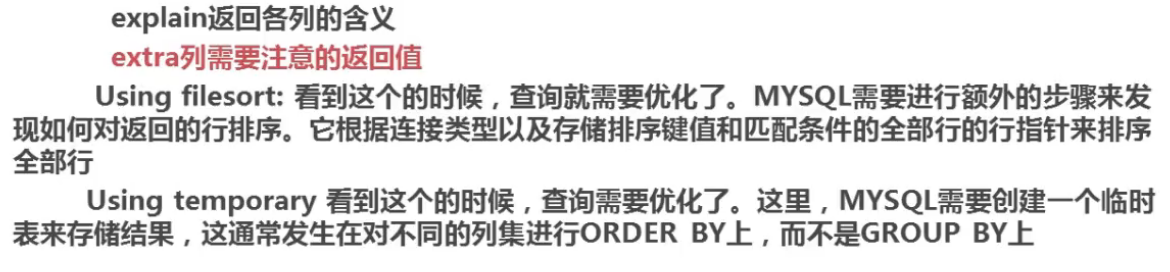 explain返回各列的含义
extra列需要注意的返回值
Using filesort: 看到这个的时候，查询就需要优化了。MYSQL需要进行额外的步骤来发
现如何对返回的行排序。它根据连接类型以及存储排序键值和匹配条件的全部行的行指针来排序
全部行
Using temporary 看到这个的时候，查询需要优化了。这里，MYSQL需要创建一个临时
表来存储结果，这通常发生在对不同的列集进行ORDER BY上，而不是GROUP BY上